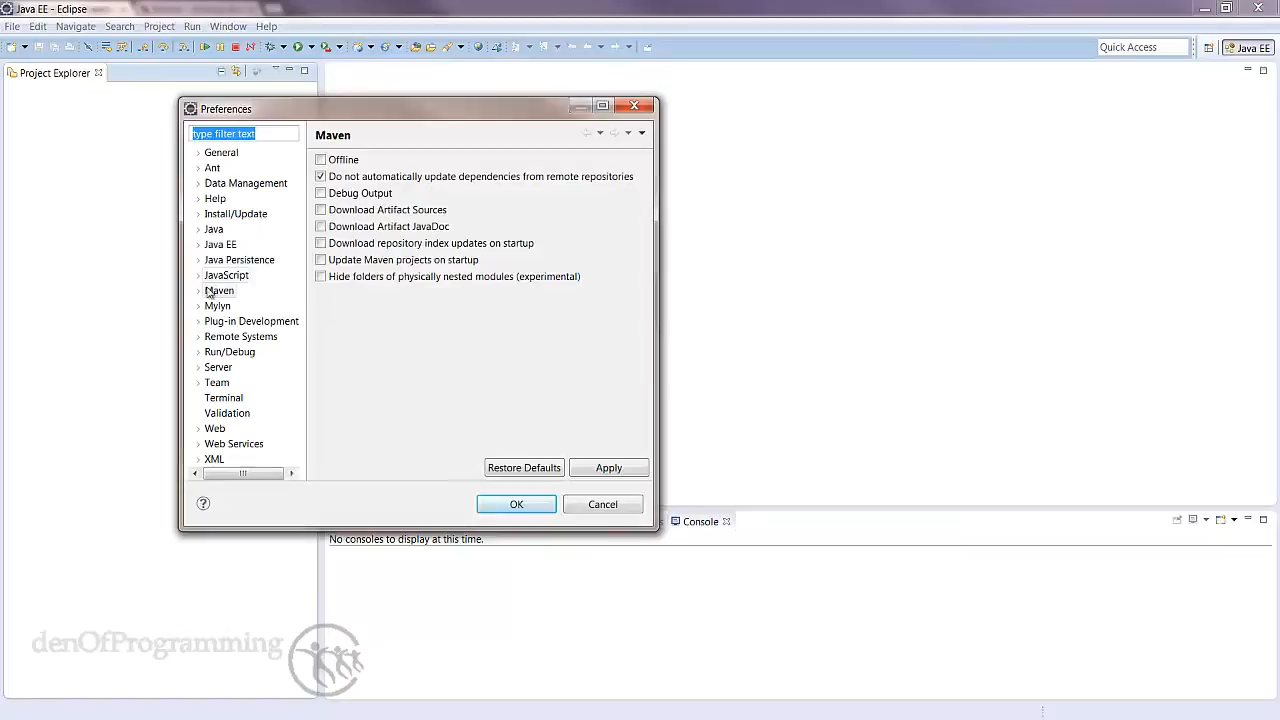 Java EE - Eclipse
File Edit Navigate Search Project Run Window Help
Quick Access
Java EE
Project Explorer
Preferences
type filter text
General
Ant
Data Management
Help
Install/Update
Java
Java EE
Java Persistence
JavaScript
Maven
Mylyn
Plug-in Development
Remote Systems
Run/Debug
Server
Team
Terminal
Validation
Web
Web Services
XML
Maven
Offline
Do not automatically update dependencies from remote repositories
Debug Output
Download Artifact Sources
Download Artifact JavaDoc
Download repository index updates on startup
Update Maven projects on startup
Hide folders of physically nested modules (experimental)
Restore Defaults Apply
OK Cancel
Console
No consoles to display at this time.
denOfProgramming